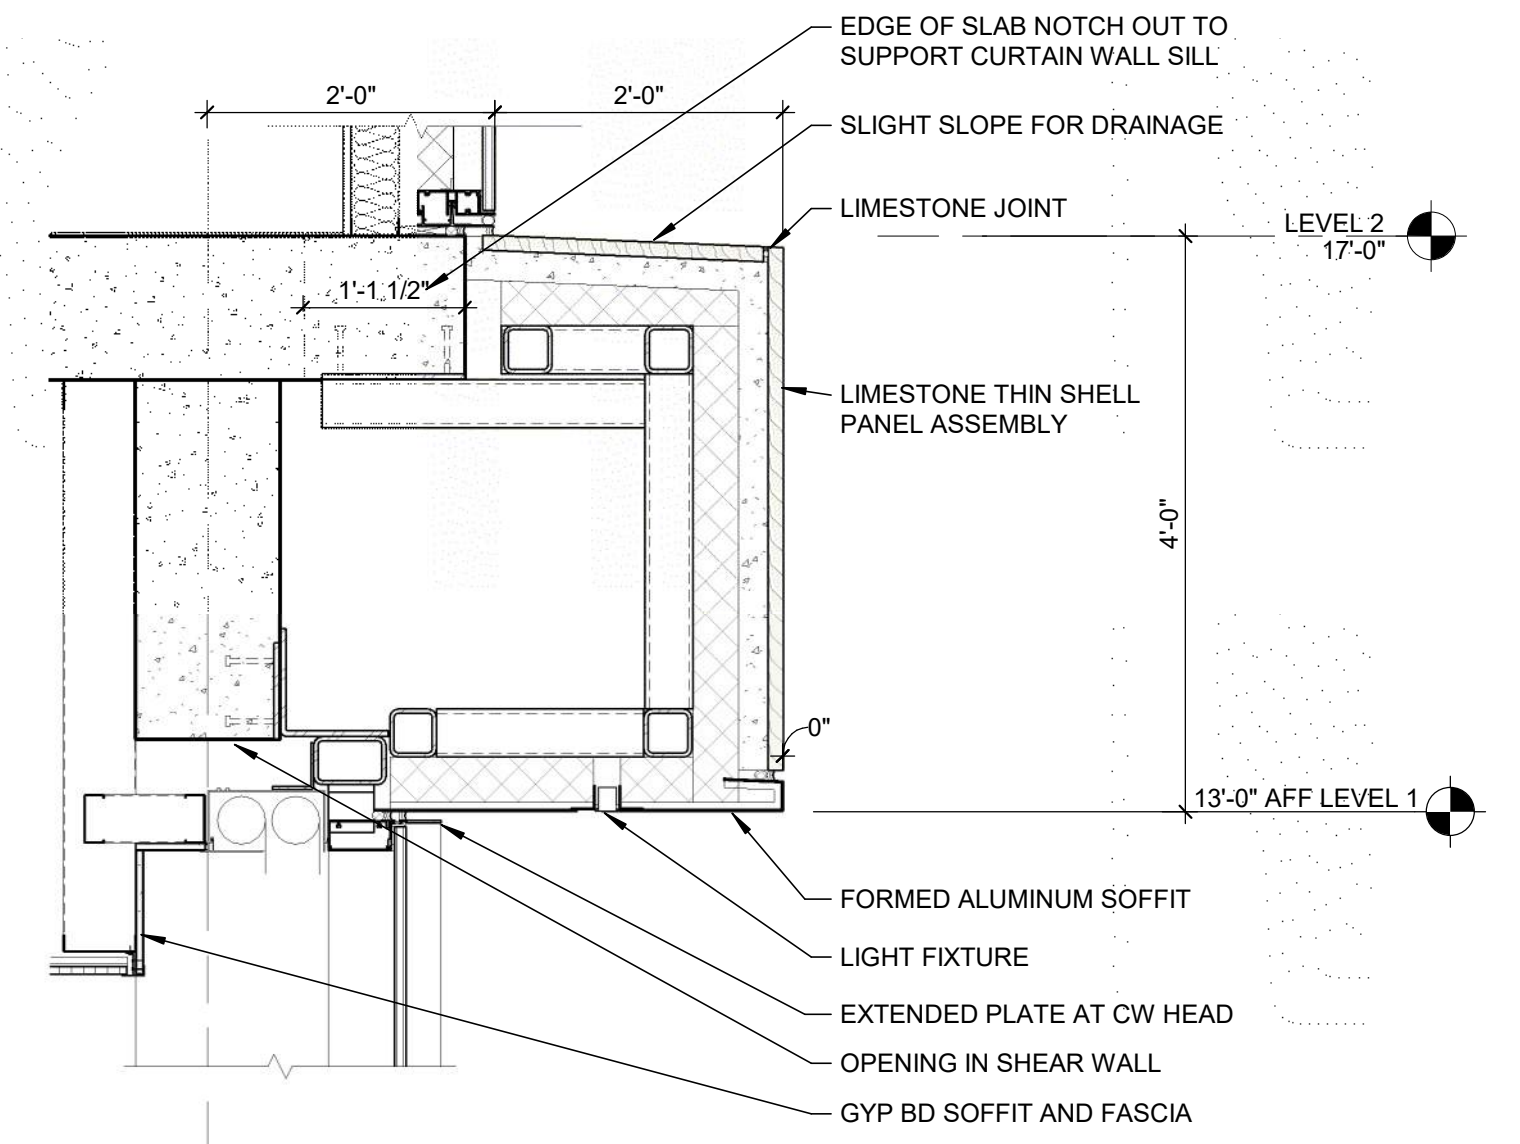 EDGE OF SLAB NOTCH OUT TO
SUPPORT CURTAIN WALL SILL
2'-0"
2'-0"
SLIGHT SLOPE FOR DRAINAGE
LIMESTONE JOINT
LEVEL 2
17'-0"
1'-1 1/2"
LIMESTONE THIN SHELL
PANEL ASSEMBLY
4'-0"
0"
13'-0" AFF LEVEL 1
FORMED ALUMINUM SOFFIT
LIGHT FIXTURE
EXTENDED PLATE AT CW HEAD
OPENING IN SHEAR WALL
GYP BD SOFFIT AND FASCIA